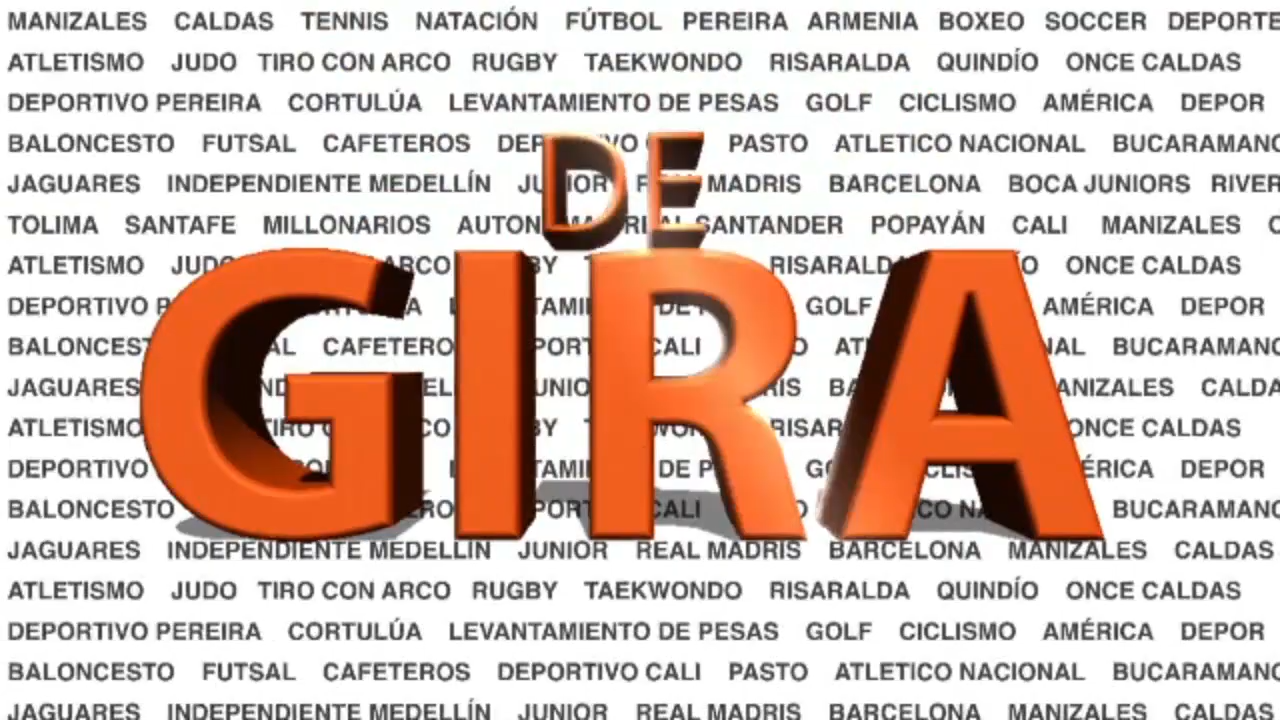 MANIZALES CALDAS TENNIS NATACIÓN FÚTBOL PEREIRA ARMENIA BOXEO SOCCER DEPORTE
ATLETISMO JUDO TIRO CON ARCO RUGBY TAEKWONDO RISARALDA QUINDÍO ONCE CALDAS
DEPORTIVO PEREIRA CORTULÚA LEVANTAMIENTO DE PESAS GOLF CICLISMO AMÉRICA DEPOR
BALONCESTO FUTSAL CAFETEROS PASTO ATLETICO NACIONAL BUCARAMANG
JAGUARES INDEPENDIENTE MEDELLÍN JUNIOR MADRIS BARCELONA BOCA JUNIORS RIVER
TOLIMA SANTAFE MILLONARIOS SANTANDER POPAYÁN CALI MANIZALES
DE
GIRA
ATLETISMO RISARALDA ONCE CALDAS
DEPORTIVO GOLF AMÉRICA DEPOR
BALONCEST CAFETERO CALI BUCARAMANG
JAGUARES ANIZALES CALDA
ATLETISMO ONCE CALDAS
DEPORTIVO DE DEPOR
BALONCESTO CALI BUCARAMANG
JAGUARES INDEPENDIENTE MEDELLÍN JUNIOR REAL MADRIS BARCELONA MANIZALES CALDAS
ATLETISMO JUDO TIRO CON ARCO RUGBY TAEKWONDO RISARALDA QUINDÍO ONCE CALDAS
DEPORTIVO PEREIRA CORTULÚA LEVANTAMIENTO DE PESAS GOLF CICLISMO AMÉRICA DEPOR
BALONCESTO FUTSAL CAFETEROS DEPORTIVO CALI PASTO ATLETICO NACIONAL BUCARAMANG
JAGUARES INDEPENDIENTE MEDELLÍN JUNIOR REAL MADRIS BARCELONA MANIZALES CALDAS